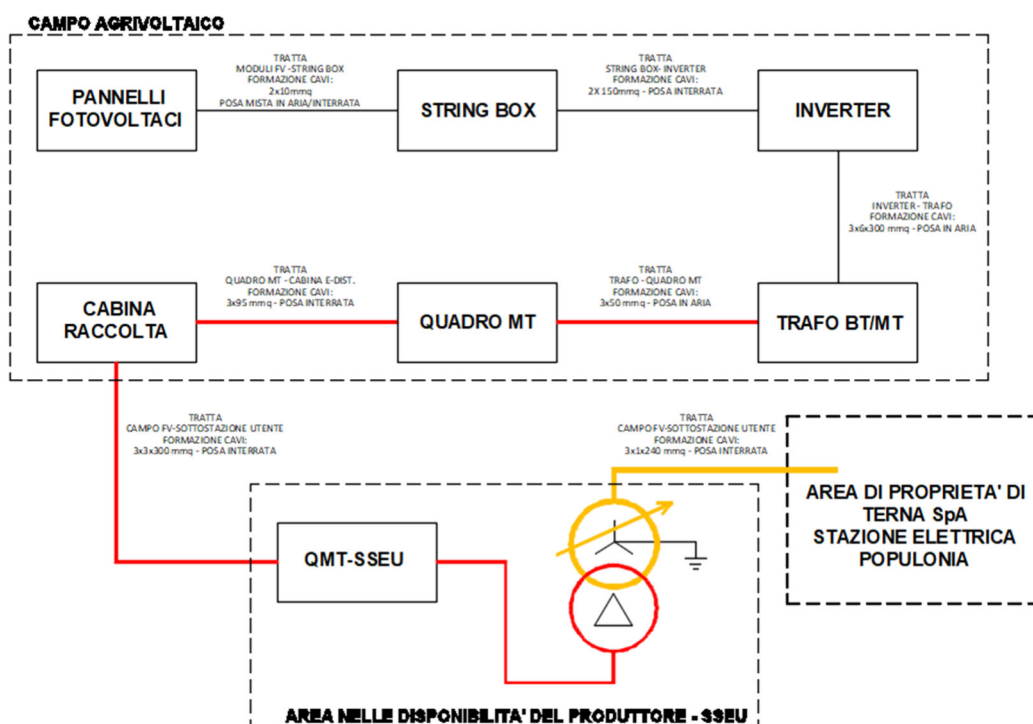 CAMPO AGRIVOLTAICO
TRATTA
MODULI FV -STRING BOX
FORMAZIONE CAVI:
2x10mmq
POSA MISTA IN ARIA/INTERRATA
TRATTA
STRING BOX- INVERTER
FORMAZIONE CAVI:
2X 150mmq - POSA INTERRATA
PANNELLI
FOTOVOLTACI
STRING BOX
INVERTER
TRATTA
INVERTER - TRAFO
FORMAZIONE CAVI:
3x6x300 mmq - POSA IN ARIA
TRATTA
QUADRO MT - CABINA E-DIST.
FORMAZIONE CAVI:
3x95 mmq - POSA INTERRATA
TRATTA
TRAFO - QUADRO MT
FORMAZIONE CAVI:
3x50 mmq - POSA IN ARIA
CABINA
RACCOLTA
QUADRO MT
TRAFO BT/MT
TRATTA
CAMPO FV-SOTTOSTAZIONE UTENTE
FORMAZIONE CAVI:
3x3x300 mmq - POSA INTERRATA
TRATTA
CAMPO FV-SOTTOSTAZIONE UTENTE
FORMAZIONE CAVI:
3x1x240 mmq - POSA INTERRATA
AREA DI PROPRIETA' DI
TERNA SpA
STAZIONE ELETTRICA
POPULONIA
QMT-SSEU
AREA NELLE DISPONIBILITA' DEL PRODUTTORE - SSEU